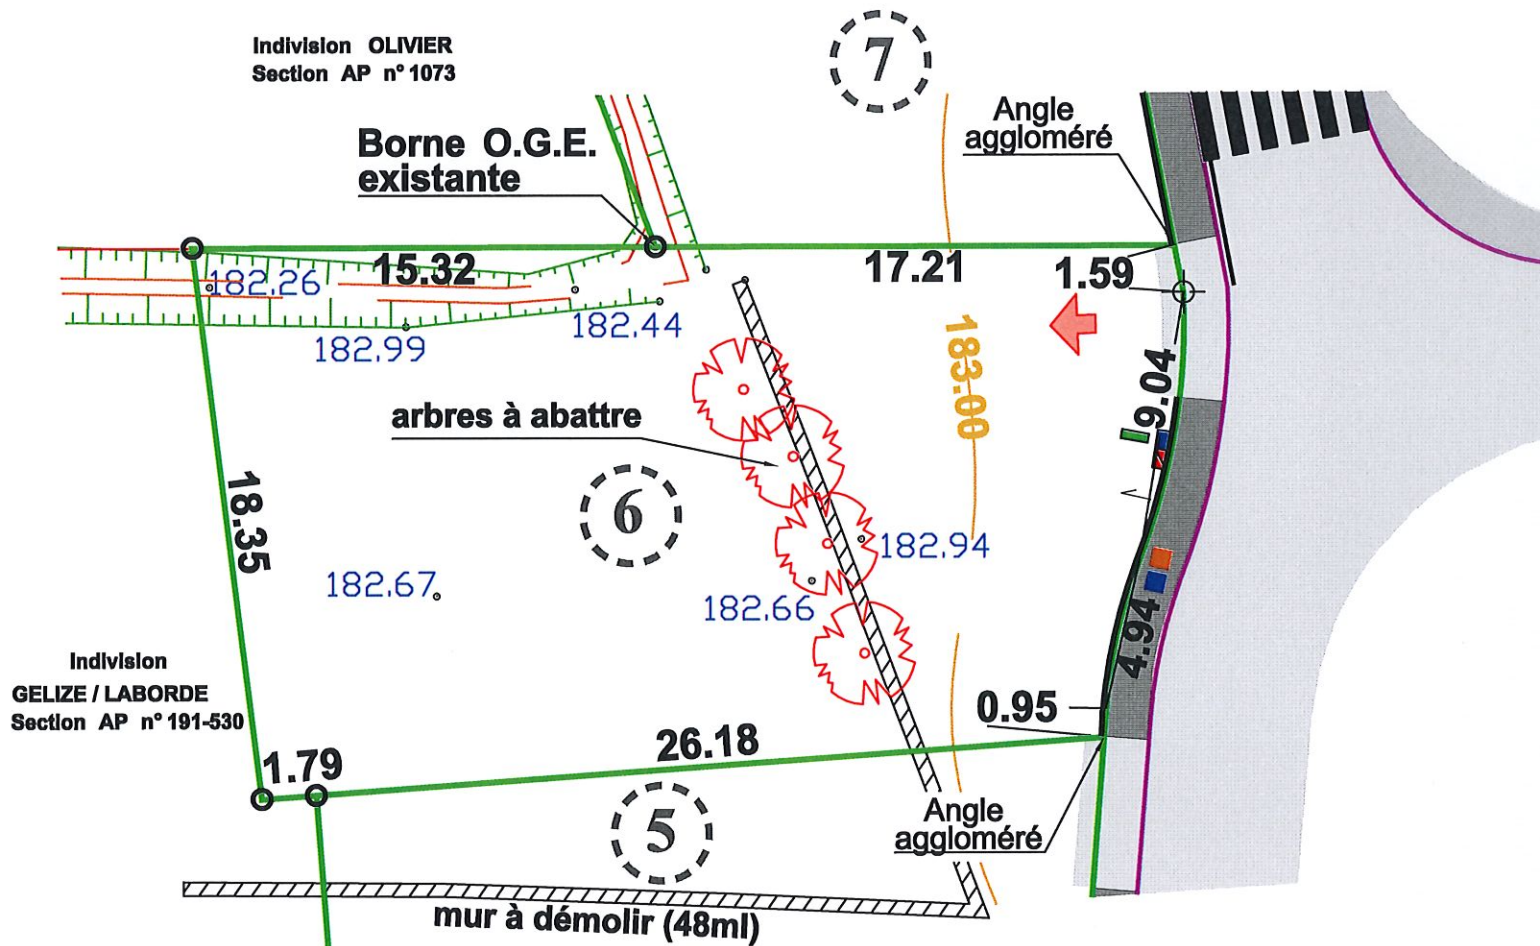 Indivision OLIVIER
Section AP n° 1073
7
Angle
aggloméré
Borne O.G.E.
existante
15.32
17.21
1.59
182.26
182.44
182.99
183.00
9.04
arbres à abattre
18.35
6
182.94
182.67
182.66
4.94
Indivision
GELIZE / LABORDE
Section AP n° 191-530
0.95
26.18
1.79
Angle
aggloméré
5
mur à démolir (48ml)